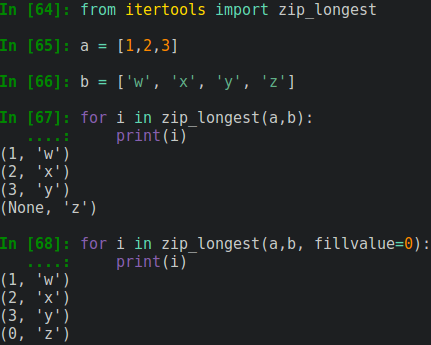 In [64]: from itertools import zip_longest
In [65]: a = [1,2,3]
In [66]: b = ['w', 'x', 'y', 'z']
In [67]: for i in zip_longest(a,b):
   ....:     print(i)
(1, 'w')
(2, 'x')
(3, 'y')
(None, 'z')
In [68]: for i in zip_longest(a,b, fillvalue=0):
   ....:     print(i)
(1, 'w')
(2, 'x')
(3, 'y')
(0, 'z')